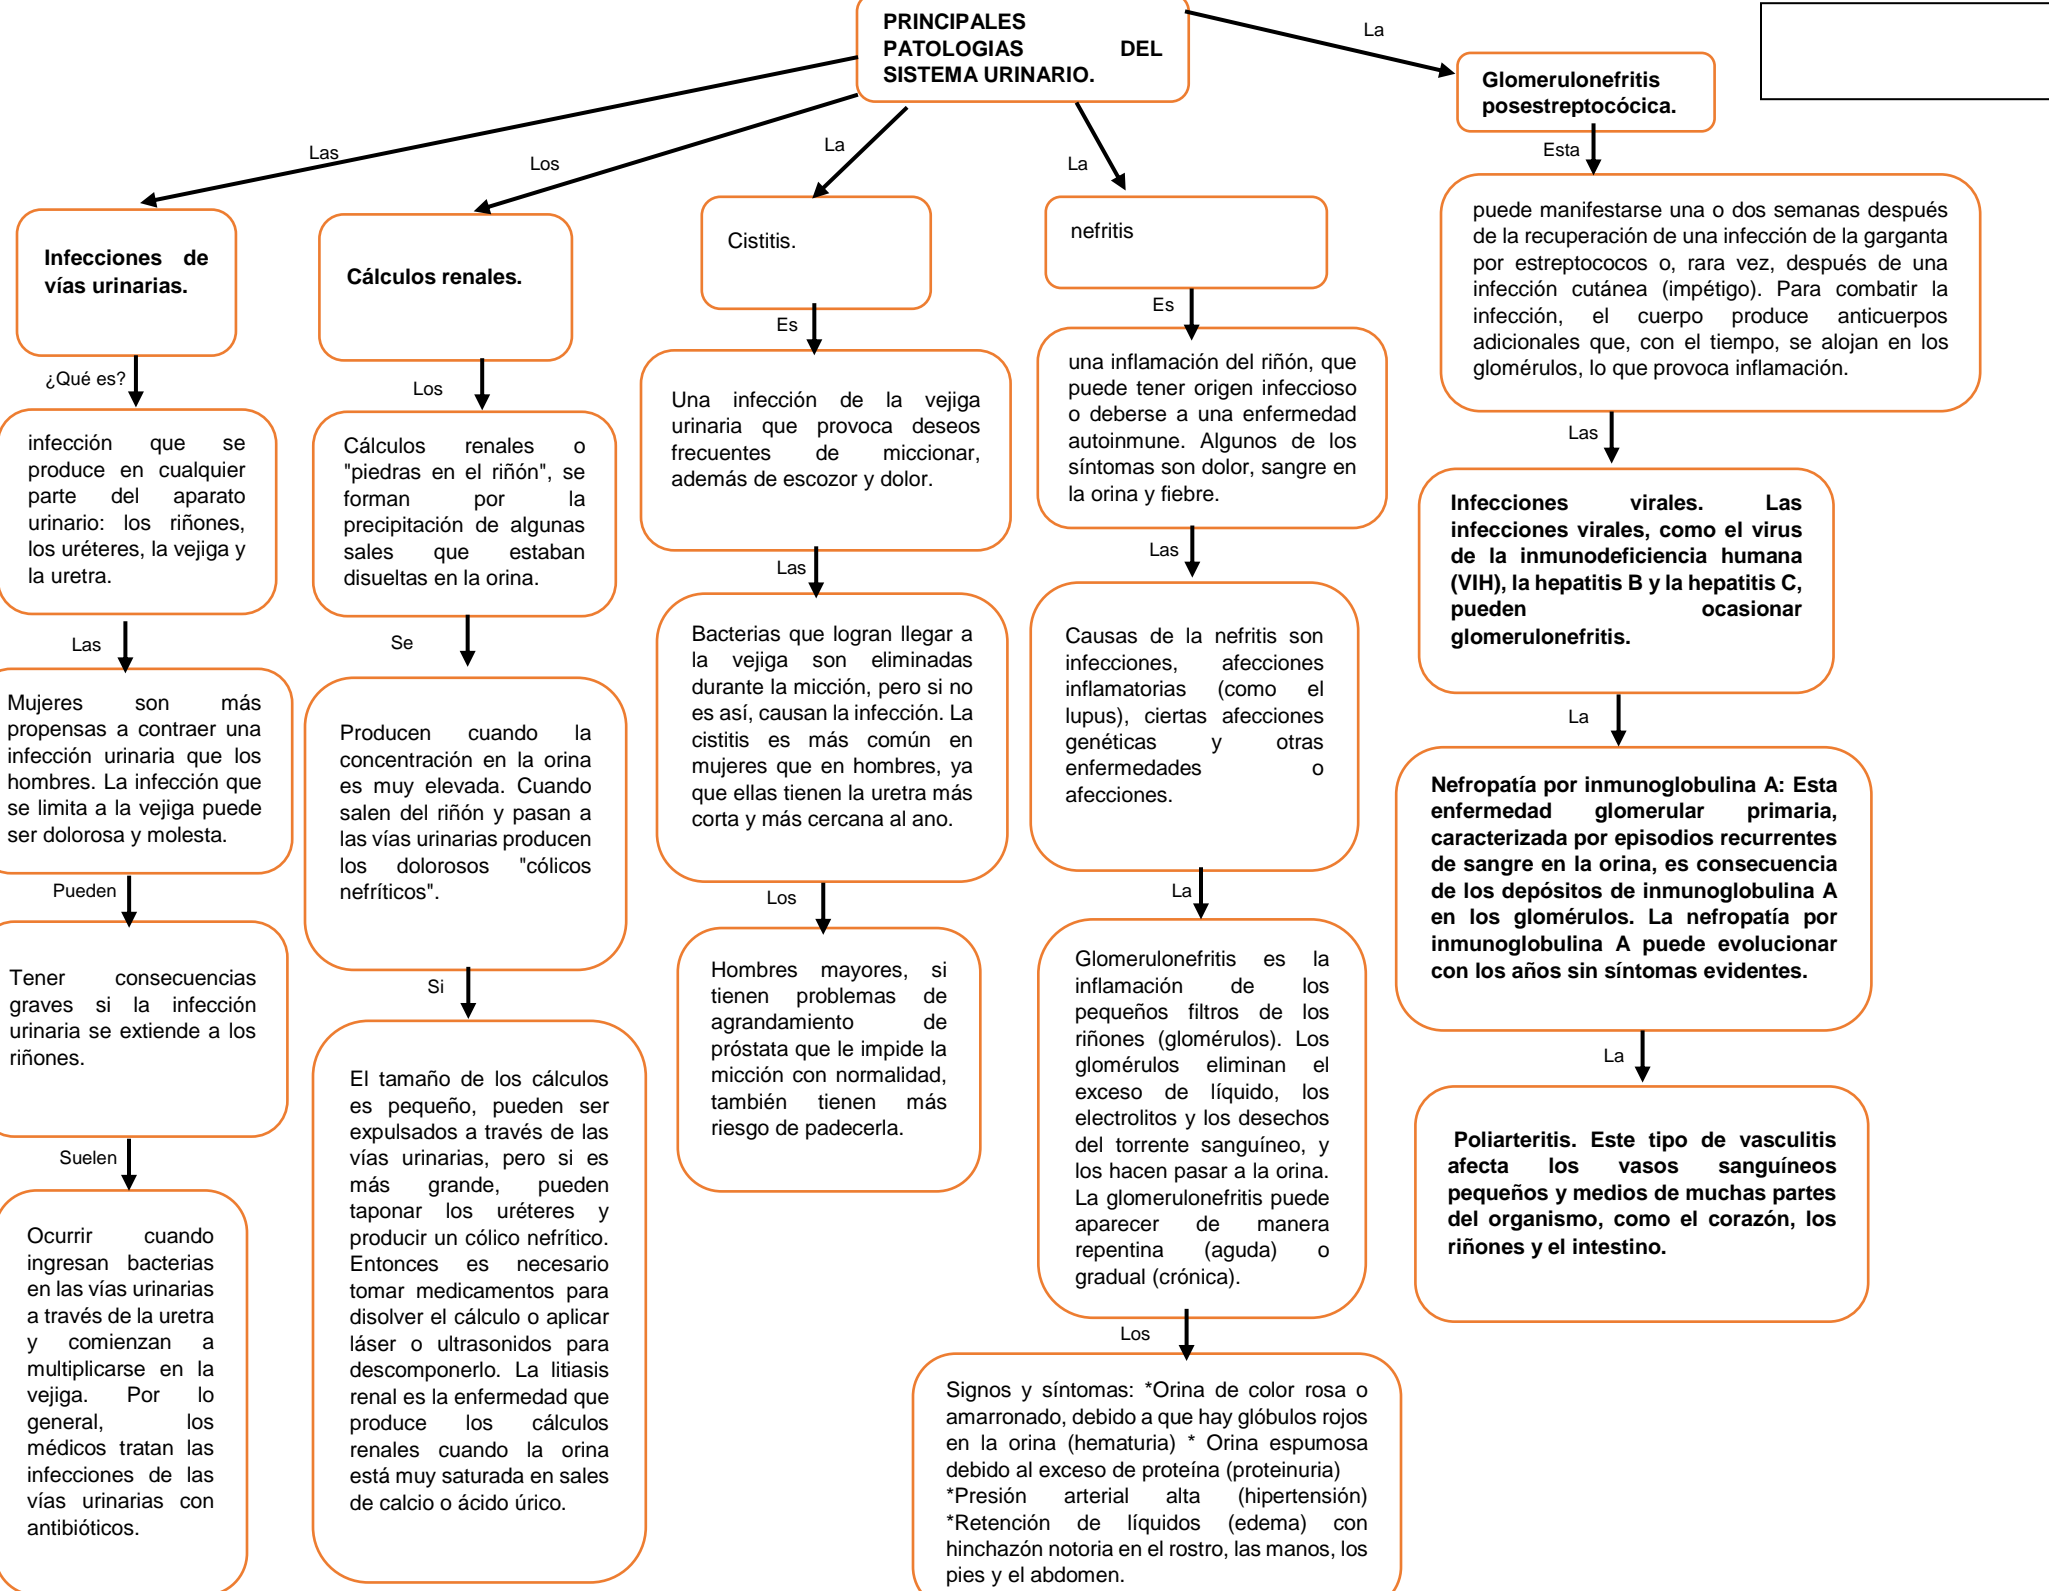 PRINCIPALES
PATOLOGIAS DEL
SISTEMA URINARIO.
Las
Infecciones de
vías urinarias.
¿Qué es?
infección que se
produce en cualquier
parte del aparato
urinario: los riñones,
los uréteres, la vejiga y
la uretra.
Las
Mujeres son más
propensas a contraer una
infección urinaria que los
hombres. La infección que
se limita a la vejiga puede
ser dolorosa y molesta.
Pueden
Tener consecuencias
graves si la infección
urinaria se extiende a los
riñones.
Suelen
Ocurrir cuando
ingresan bacterias
en las vías urinarias
a través de la uretra
y comienzan a
multiplicarse en la
vejiga. Por lo
general, los
médicos tratan las
infecciones de las
vías urinarias con
antibióticos.
Los
Cálculos renales.
Los
Cálculos renales o
"piedras en el riñón", se
forman por la
precipitación de algunas
sales que estaban
disueltas en la orina.
Se
Producen cuando la
concentración en la orina
es muy elevada. Cuando
salen del riñón y pasan a
las vías urinarias producen
los dolorosos "cólicos
nefríticos".
Si
El tamaño de los cálculos
es pequeño, pueden ser
expulsados a través de las
vías urinarias, pero si es
más grande, pueden
taponar los uréteres y
producir un cólico nefrítico.
Entonces es necesario
tomar medicamentos para
disolver el cálculo o aplicar
láser o ultrasonidos para
descomponerlo. La litiasis
renal es la enfermedad que
produce los cálculos
renales cuando la orina
está muy saturada en sales
de calcio o ácido úrico.
La
Cistitis.
Es
Una infección de la vejiga
urinaria que provoca deseos
frecuentes de miccionar,
además de escozor y dolor.
Las
Bacterias que logran llegar a
la vejiga son eliminadas
durante la micción, pero si no
es así, causan la infección. La
cistitis es más común en
mujeres que en hombres, ya
que ellas tienen la uretra más
corta y más cercana al ano.
Los
Hombres mayores, si
tienen problemas de
agrandamiento de
próstata que le impide la
micción con normalidad,
también tienen más
riesgo de padecerla.
La
nefritis
Es
una inflamación del riñón, que
puede tener origen infeccioso
o deberse a una enfermedad
autoinmune. Algunos de los
síntomas son dolor, sangre en
la orina y fiebre.
Las
Causas de la nefritis son
infecciones, afecciones
inflamatorias (como el
lupus), ciertas afecciones
genéticas y otras
enfermedades o
afecciones.
La
Glomerulonefritis es la
inflamación de los
pequeños filtros de los
riñones (glomérulos). Los
glomérulos eliminan el
exceso de líquido, los
electrolitos y los desechos
del torrente sanguíneo, y
los hacen pasar a la orina.
La glomerulonefritis puede
aparecer de manera
repentina (aguda) o
gradual (crónica).
Los
Signos y síntomas: *Orina de color rosa o
amarronado, debido a que hay glóbulos rojos
en la orina (hematuria) * Orina espumosa
debido al exceso de proteína (proteinuria)
*Presión arterial alta (hipertensión)
*Retención de líquidos (edema) con
hinchazón notoria en el rostro, las manos, los
pies y el abdomen.
La
Glomerulonefritis
posestreptocócica.
Esta
puede manifestarse una o dos semanas después
de la recuperación de una infección de la garganta
por estreptococos o, rara vez, después de una
infección cutánea (impétigo). Para combatir la
infección, el cuerpo produce anticuerpos
adicionales que, con el tiempo, se alojan en los
glomérulos, lo que provoca inflamación.
Las
Infecciones virales. Las
infecciones virales, como el virus
de la inmunodeficiencia humana
(VIH), la hepatitis B y la hepatitis C,
pueden ocasionar
glomerulonefritis.
La
Nefropatía por inmunoglobulina A: Esta
enfermedad glomerular primaria,
caracterizada por episodios recurrentes
de sangre en la orina, es consecuencia
de los depósitos de inmunoglobulina A
en los glomérulos. La nefropatía por
inmunoglobulina A puede evolucionar
con los años sin síntomas evidentes.
La
Poliarteritis. Este tipo de vasculitis
afecta los vasos sanguíneos
pequeños y medios de muchas partes
del organismo, como el corazón, los
riñones y el intestino.